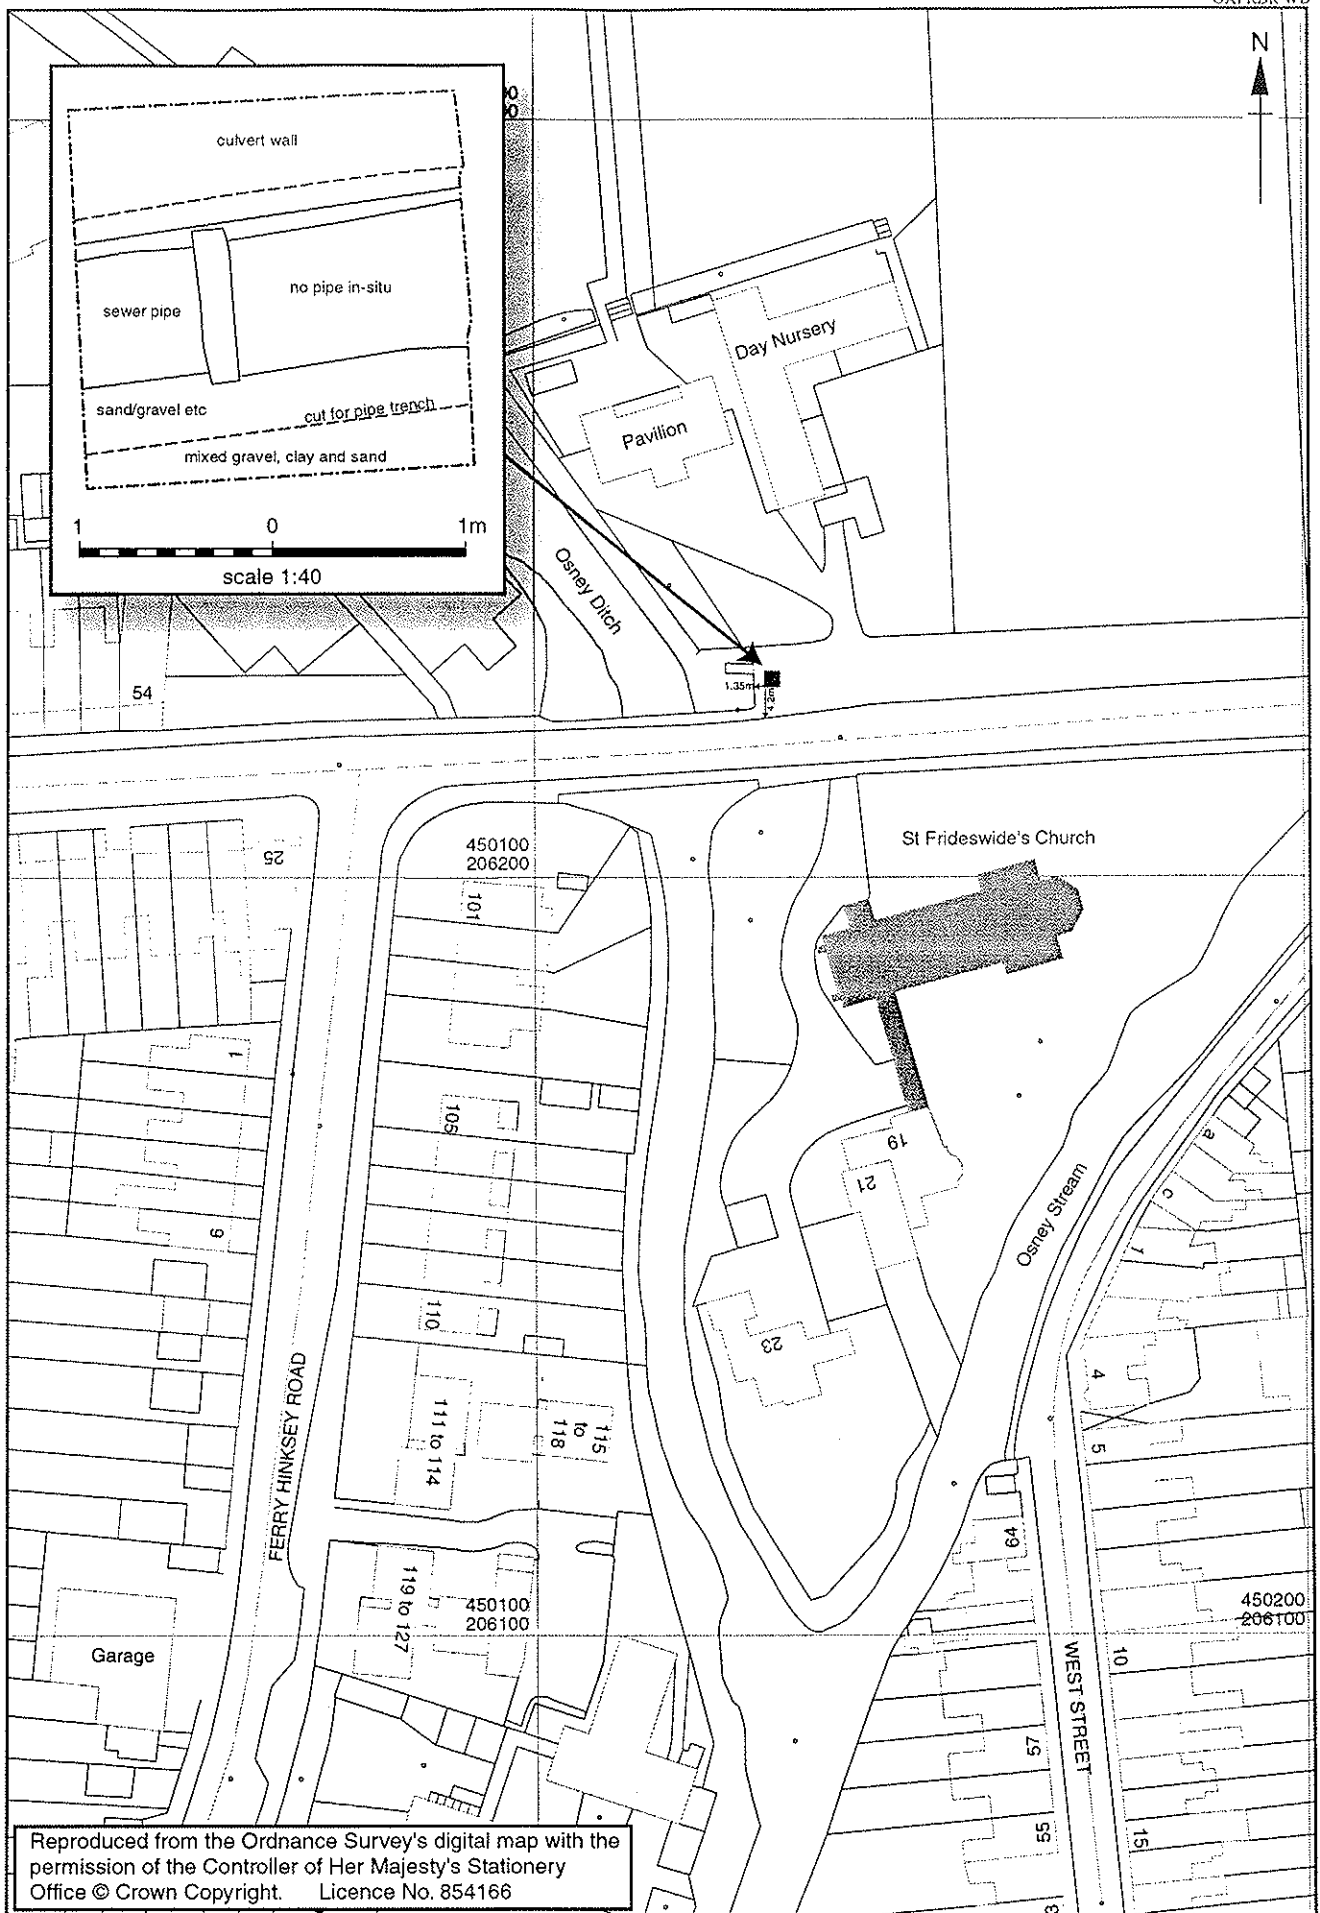 N
culvert wall
no pipe in-situ
sewer pipe
sand/gravel etc
cut for pipe trench
mixed gravel, clay and sand
1 0 1m
scale 1:40
Day Nursery
Pavilion
Osney Ditch
54
1.35m
4.2m
25
450100
206200
St Frideswide's Church
101
1
105
19
21
9
a
c
f
Osney Stream
110
23
4
5
FERRY HINKSEY ROAD
111 to 114
115
to
118
64
119 to 127
450100
206100
450200
206100
Garage
WEST STREET
10
57
55
15
Reproduced from the Ordnance Survey's digital map with the
permission of the Controller of Her Majesty's Stationery
Office © Crown Copyright. Licence No. 854166